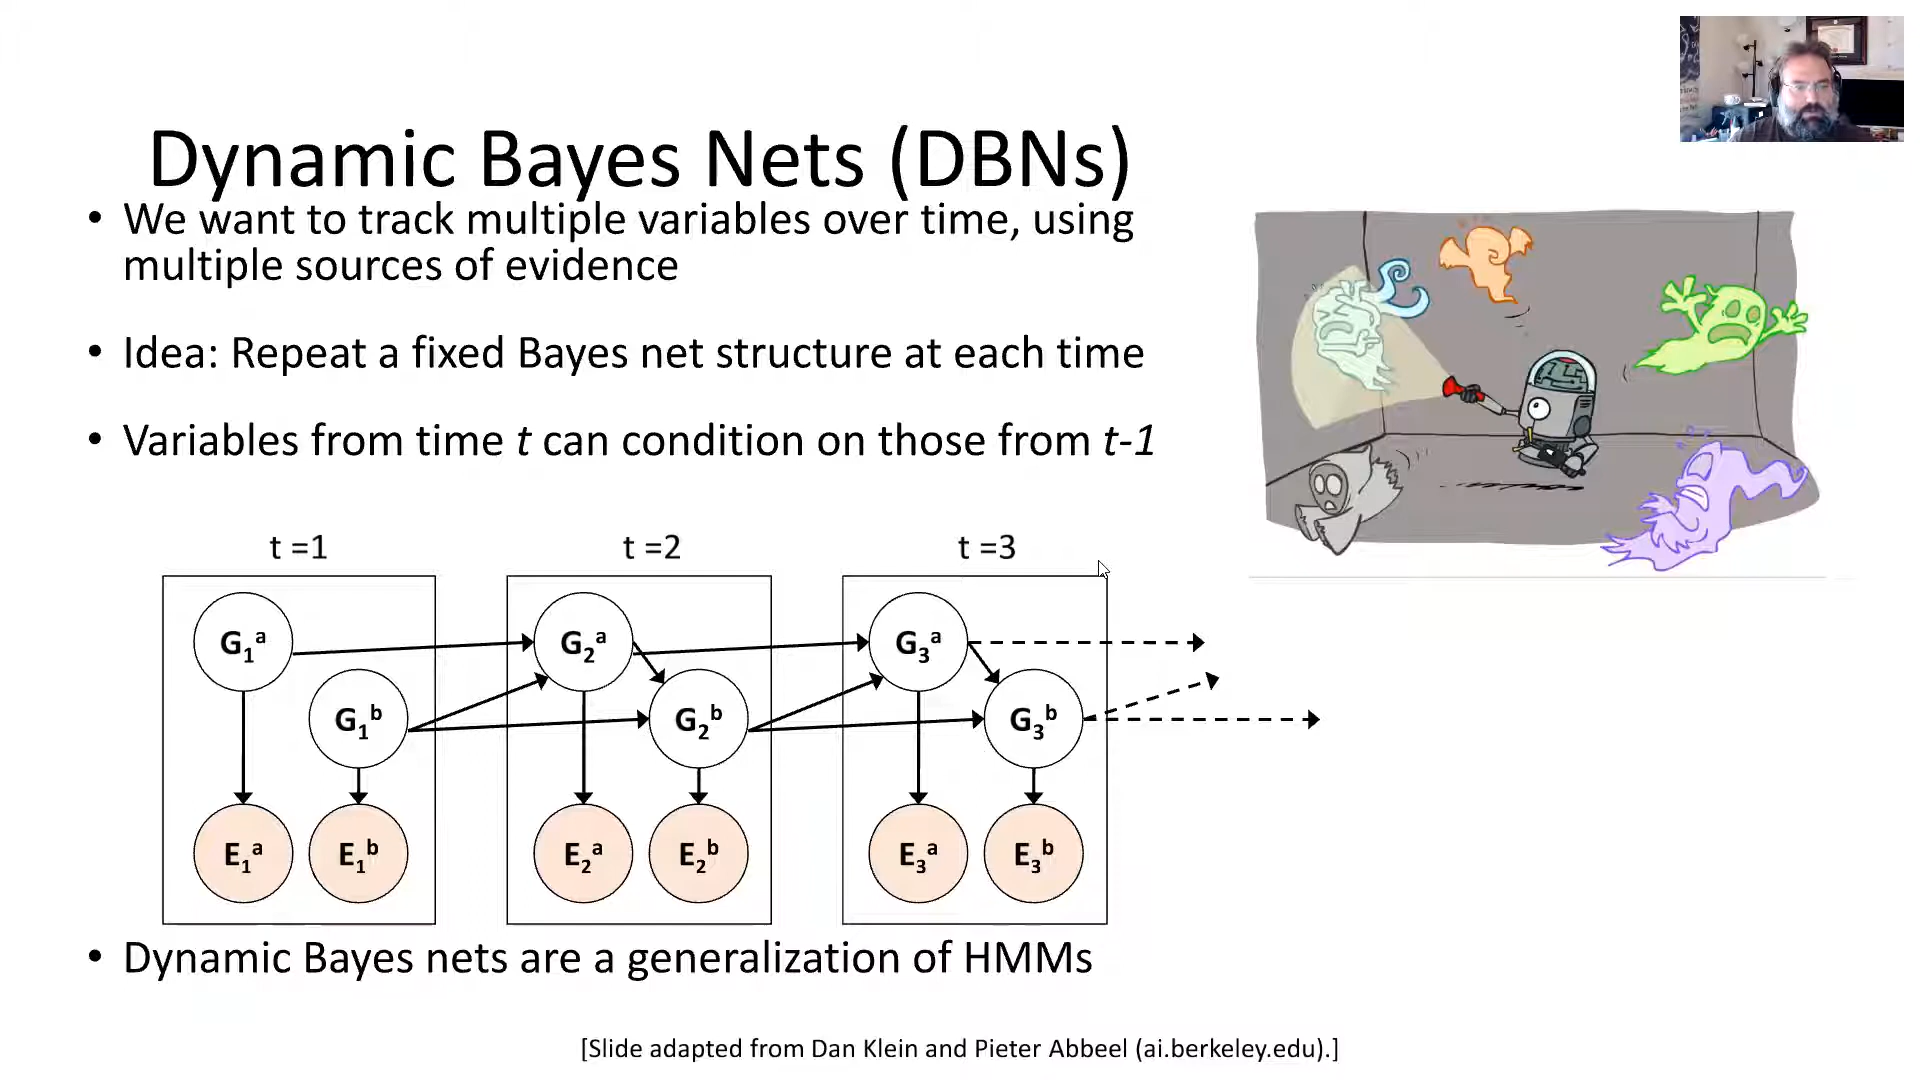 Dynamic Bayes Nets (DBNs)
• We want to track multiple variables over time, using
multiple sources of evidence
• Idea: Repeat a fixed Bayes net structure at each time
• Variables from time t can condition on those from t-1
t =1 t =2 t =3
G₁ᵃ G₂ᵃ G₃ᵃ
G₁ᵇ G₂ᵇ G₃ᵇ
E₁ᵃ E₁ᵇ E₂ᵃ E₂ᵇ E₃ᵃ E₃ᵇ
• Dynamic Bayes nets are a generalization of HMMs
[Slide adapted from Dan Klein and Pieter Abbeel (ai.berkeley.edu).]